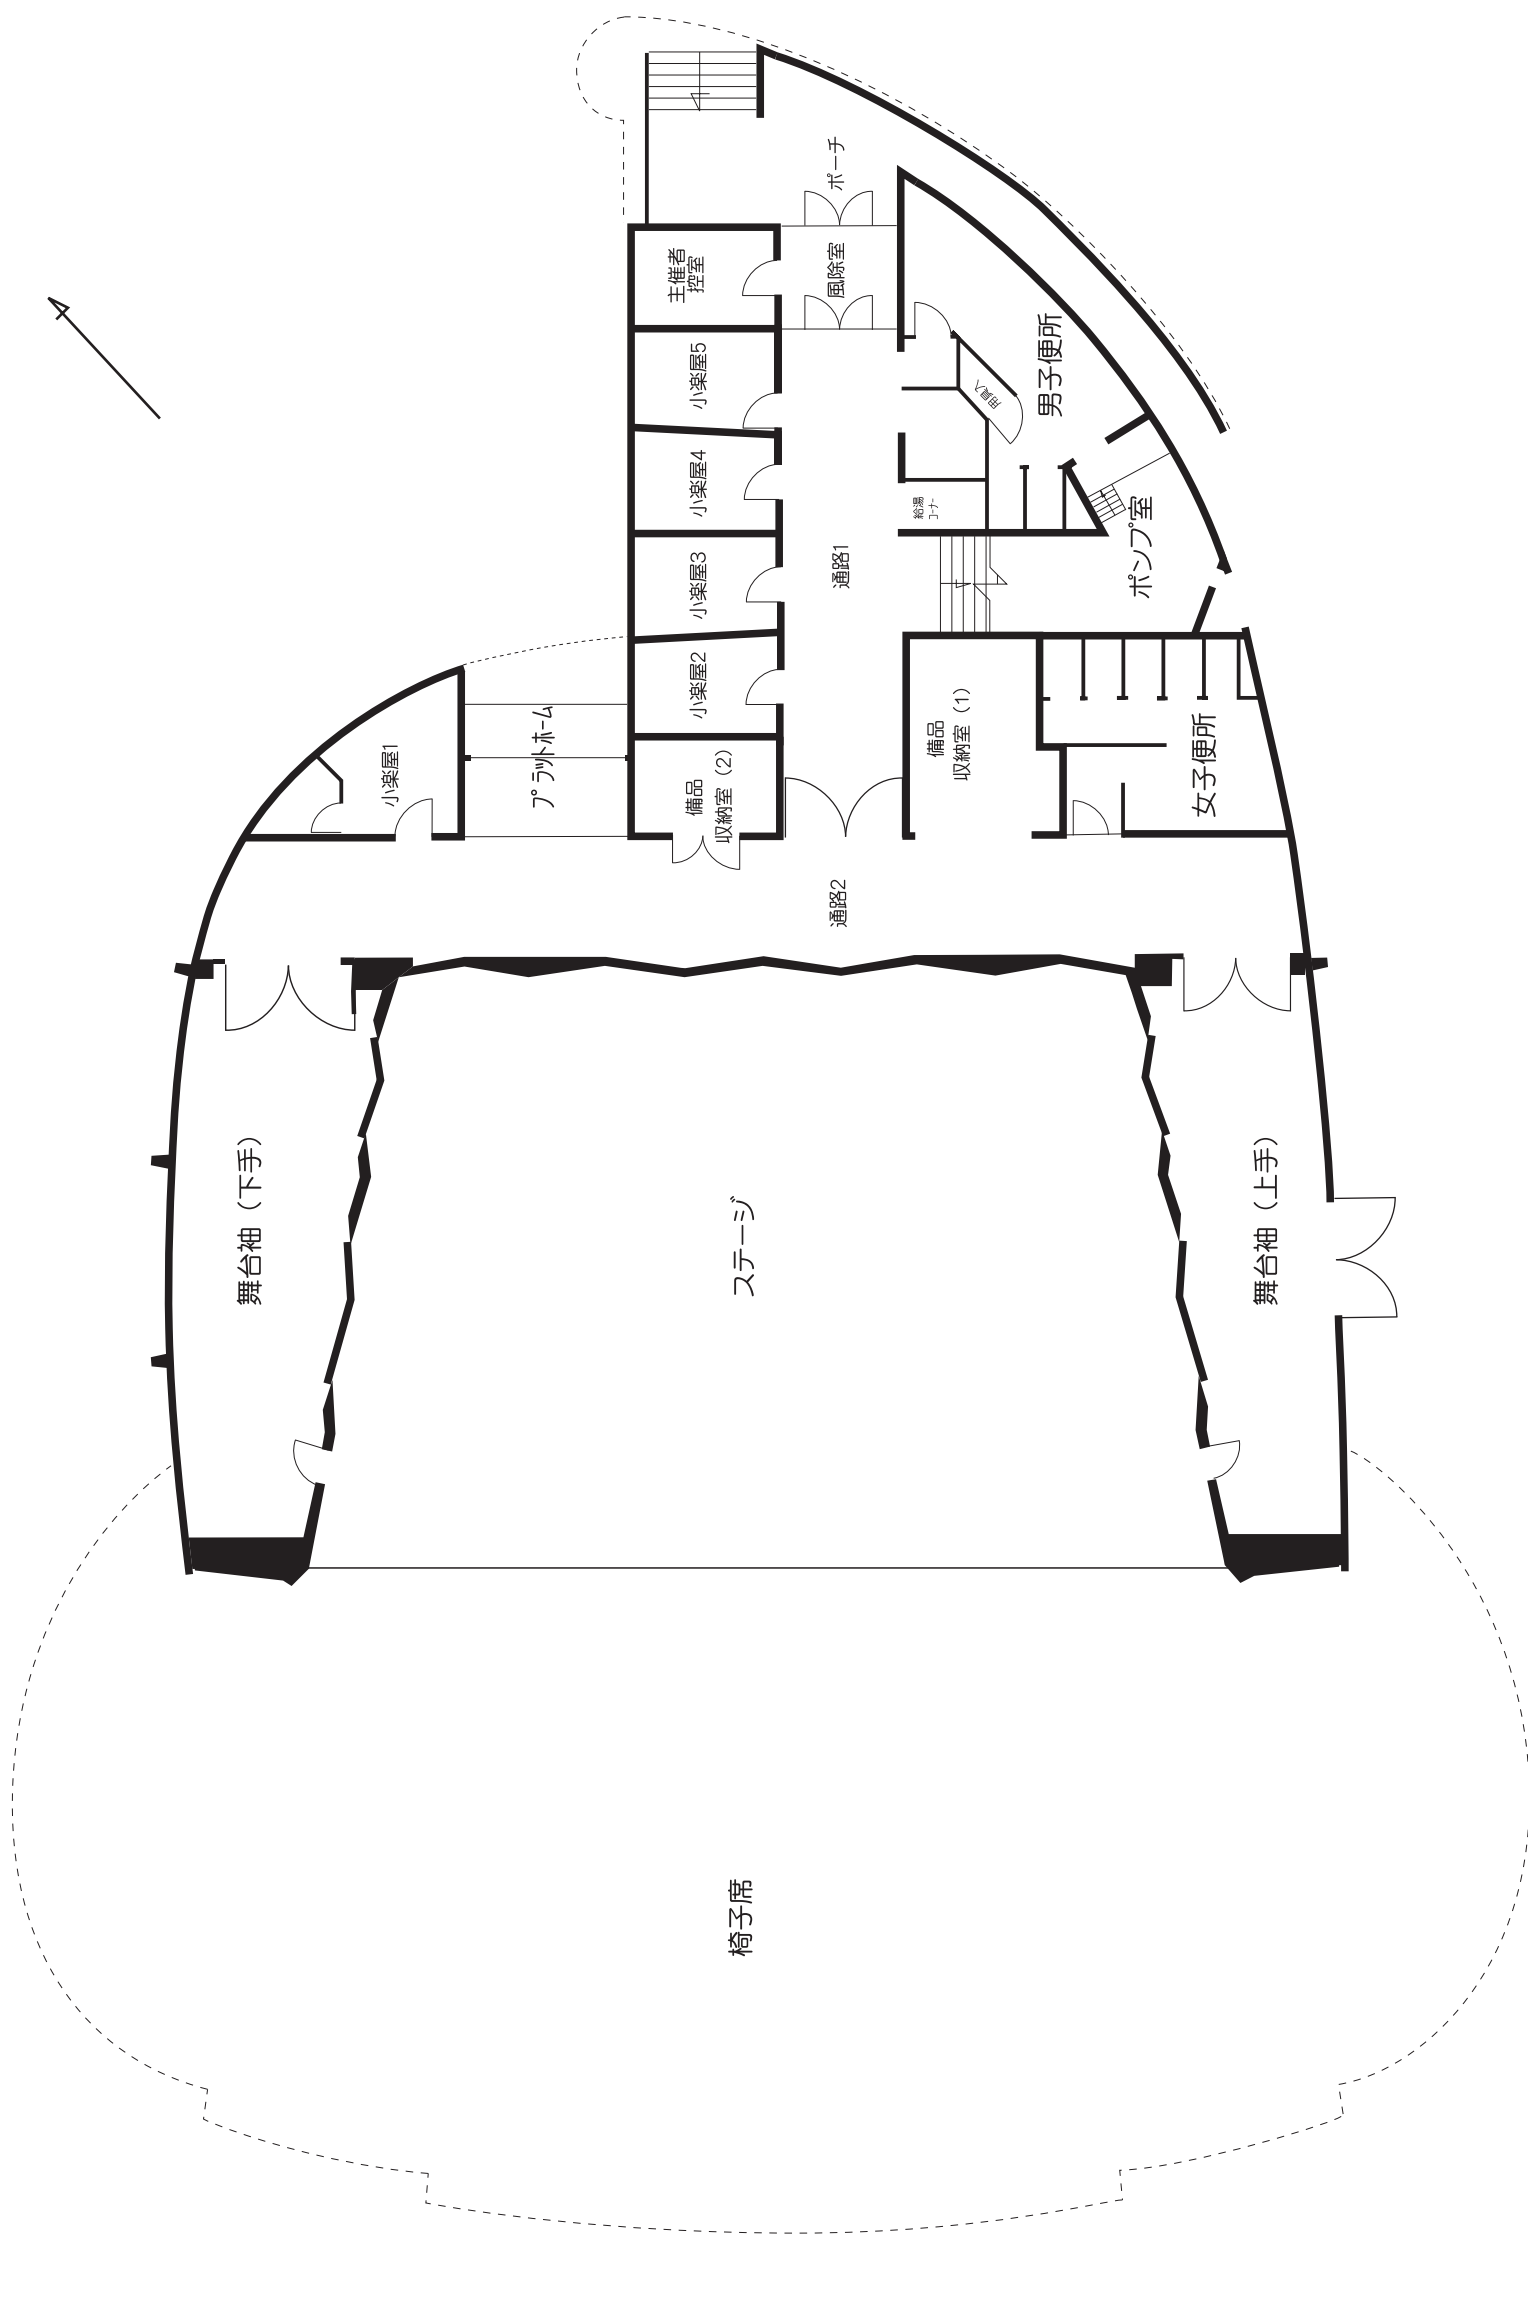 ポーチ
主催者
控室
風除室
小楽屋5
男子便所
用具入
小楽屋4
給湯
コーナー
ポンプ室
小楽屋3
通路1
小楽屋2
備品
収納室（1）
小楽屋1
プラットホーム
備品
収納室（2）
女子便所
通路2
舞台袖（下手）
ステージ
舞台袖（上手）
椅子席